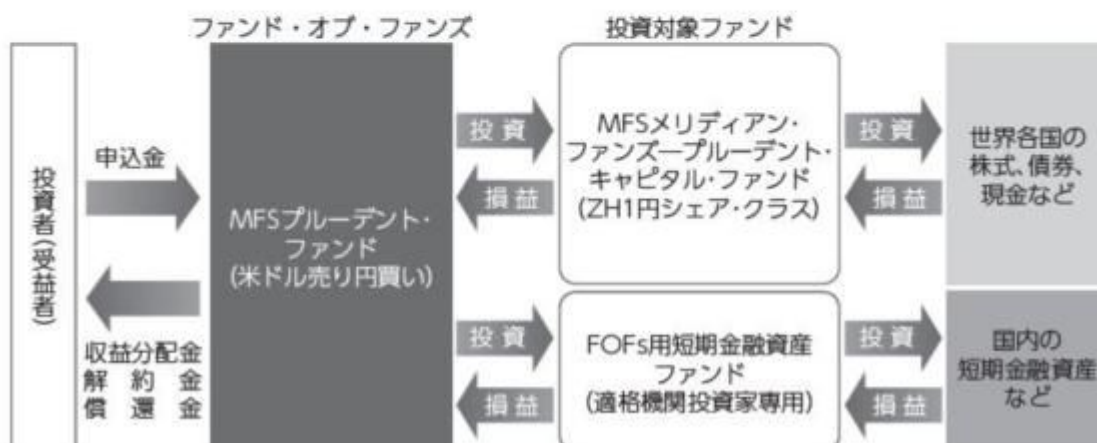 ファンド・オブ・ファンズ
投資対象ファンド
投資者(受益者)
申込金
収益分配金
解約金
償還金
MFSプルーデント・
ファンド
(米ドル売り円買い)
投資
損益
MFSメリディアン・
ファンズ―プルーデント・
キャピタル・ファンド
(ZH1円シェア・クラス)
投資
損益
世界各国の
株式、債券、
現金など
投資
損益
FOFs用短期金融資産
ファンド
(適格機関投資家専用)
投資
損益
国内の
短期金融資産
など